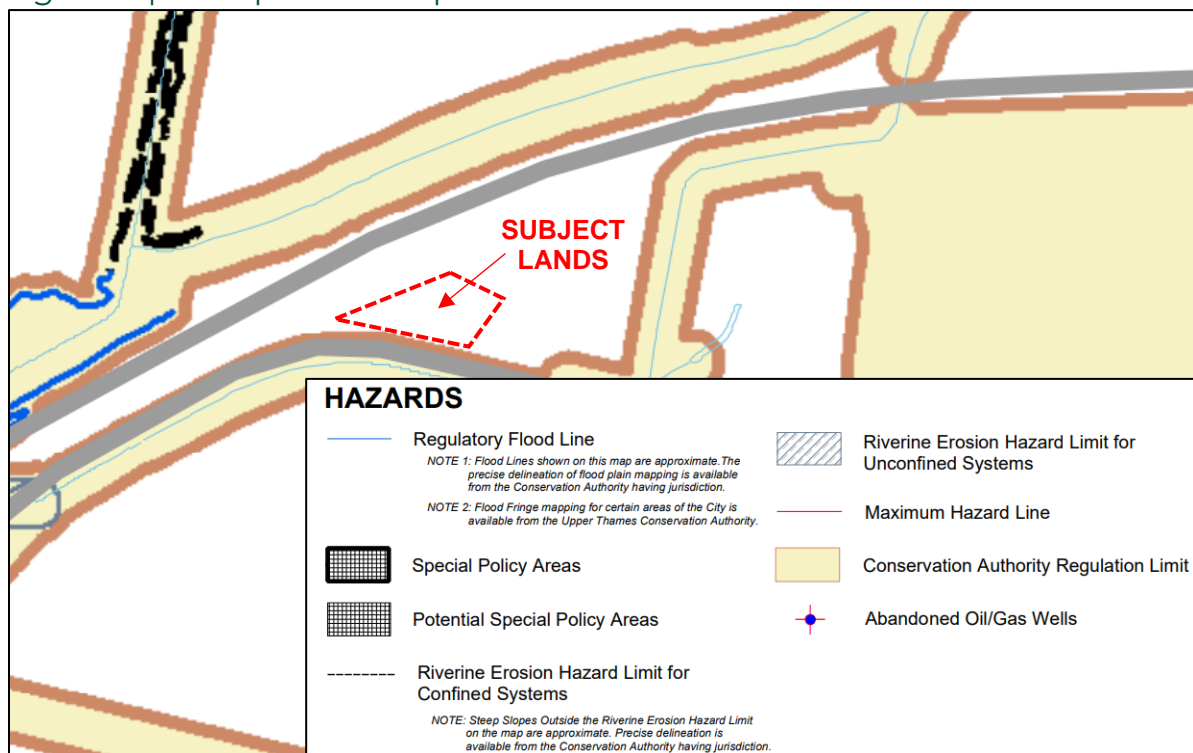 SUBJECT
LANDS
HAZARDS
Regulatory Flood Line
NOTE 1: Flood Lines shown on this map are approximate.The
precise delineation of flood plain mapping is available
from the Conservation Authority having jurisdiction.
NOTE 2: Flood Fringe mapping for certain areas of the City is
available from the Upper Thames Conservation Authority.
Special Policy Areas
Potential Special Policy Areas
Riverine Erosion Hazard Limit for
Confined Systems
NOTE: Steep Slopes Outside the Riverine Erosion Hazard Limit
on the map are approximate. Precise delineation is
available from the Conservation Authority having jurisdiction.
Riverine Erosion Hazard Limit for
Unconfined Systems
Maximum Hazard Line
Conservation Authority Regulation Limit
Abandoned Oil/Gas Wells